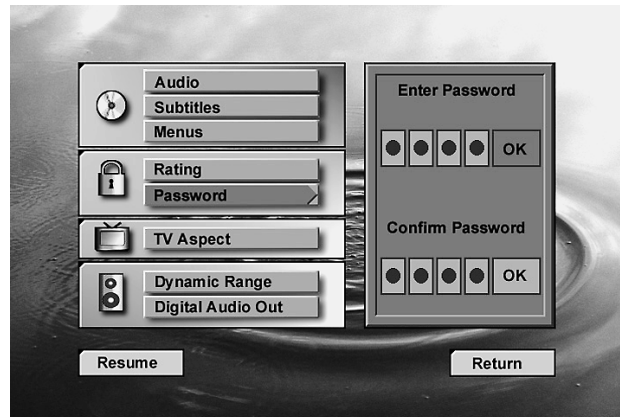 Audio
Subtitles
Menus
Rating
Password
TV Aspect
Dynamic Range
Digital Audio Out
Enter Password
OK
Confirm Password
OK
Resume
Return